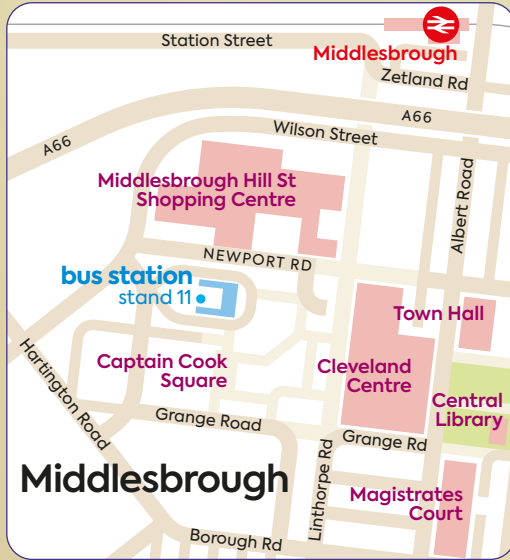 Station Street
Middlesbrough
Zetland Rd
A66
A66
Wilson Street
Middlesbrough Hill St
Shopping Centre
Albert Road
NEWPORT RD
bus station
stand 11
Town Hall
Captain Cook
Square
Cleveland
Centre
Central
Library
Hartington Road
Grange Road
Grange Rd
Linthorpe Rd
Middlesbrough
Magistrates
Court
Borough Rd